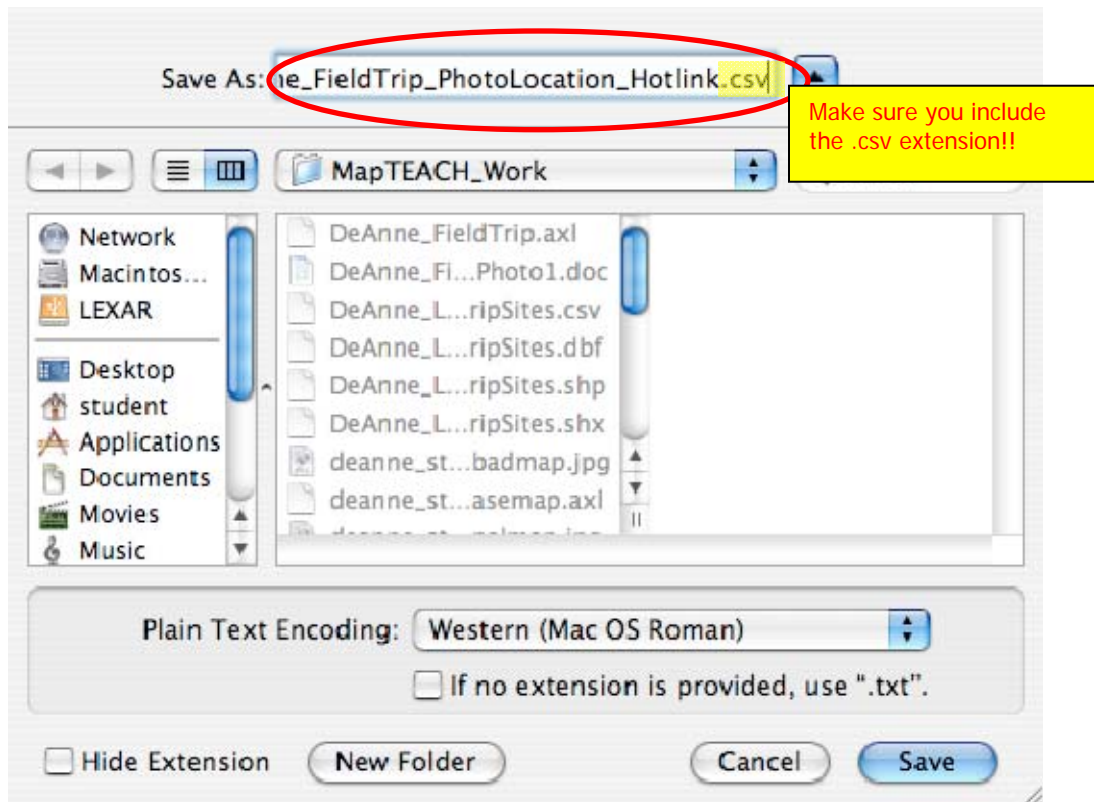 Save As: ne_FieldTrip_PhotoLocation_Hotlink.csv
Make sure you include
the .csv extension!!
MapTEACH_Work
Network
Macintos...
LEXAR
Desktop
student
Applications
Documents
Movies
Music
DeAnne_FieldTrip.axl
DeAnne_Fi...Photo1.doc
DeAnne_L...ripSites.csv
DeAnne_L...ripSites.dbf
DeAnne_L...ripSites.shp
DeAnne_L...ripSites.shx
deanne_st...badmap.jpg
deanne_st...asemap.axl
Plain Text Encoding: Western (Mac OS Roman)
If no extension is provided, use “.txt”.
Hide Extension New Folder Cancel Save